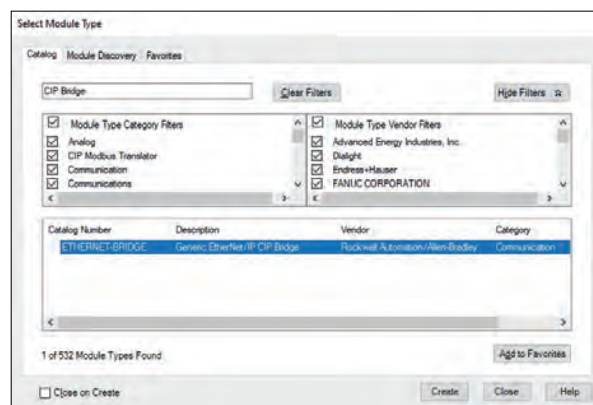 Select Module Type
Catalog Module Discovery Favorites
CIP Bridge Clear Filters Hide Filters
Module Type Category Filters
Analog
CIP Modbus Translator
Communication
Communications
Module Type Vendor Filters
Advanced Energy Industries, Inc.
Dialight
Endress+Hauser
FANUC CORPORATION
Catalog Number Description Vendor Category
ETHERNET-BRIDGE Generic EtherNet/IP CIP Bridge Rockwell Automation/Allen-Bradley Communication
1 of 532 Module Types Found Add to Favorites
Close on Create Create Close Help